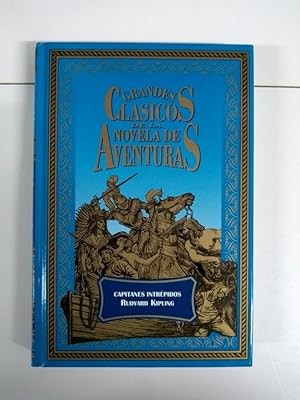 GRANDES
CLASICOS
DE LA
NOVELA DE
AVENTURAS
CAPITANES INTRÉPIDOS
RUDYARD KIPLING